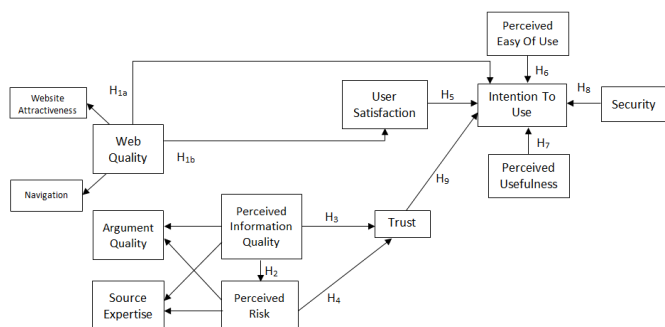 Perceived
Easy Of Use
H1a
H6
Website
Attractiveness
User
Satisfaction
H5
Intention To
Use
H8
Security
Web
Quality
H1b
H7
Navigation
Perceived
Usefulness
H9
Argument
Quality
Perceived
Information
Quality
H3
Trust
H2
Source
Expertise
Perceived
Risk
H4